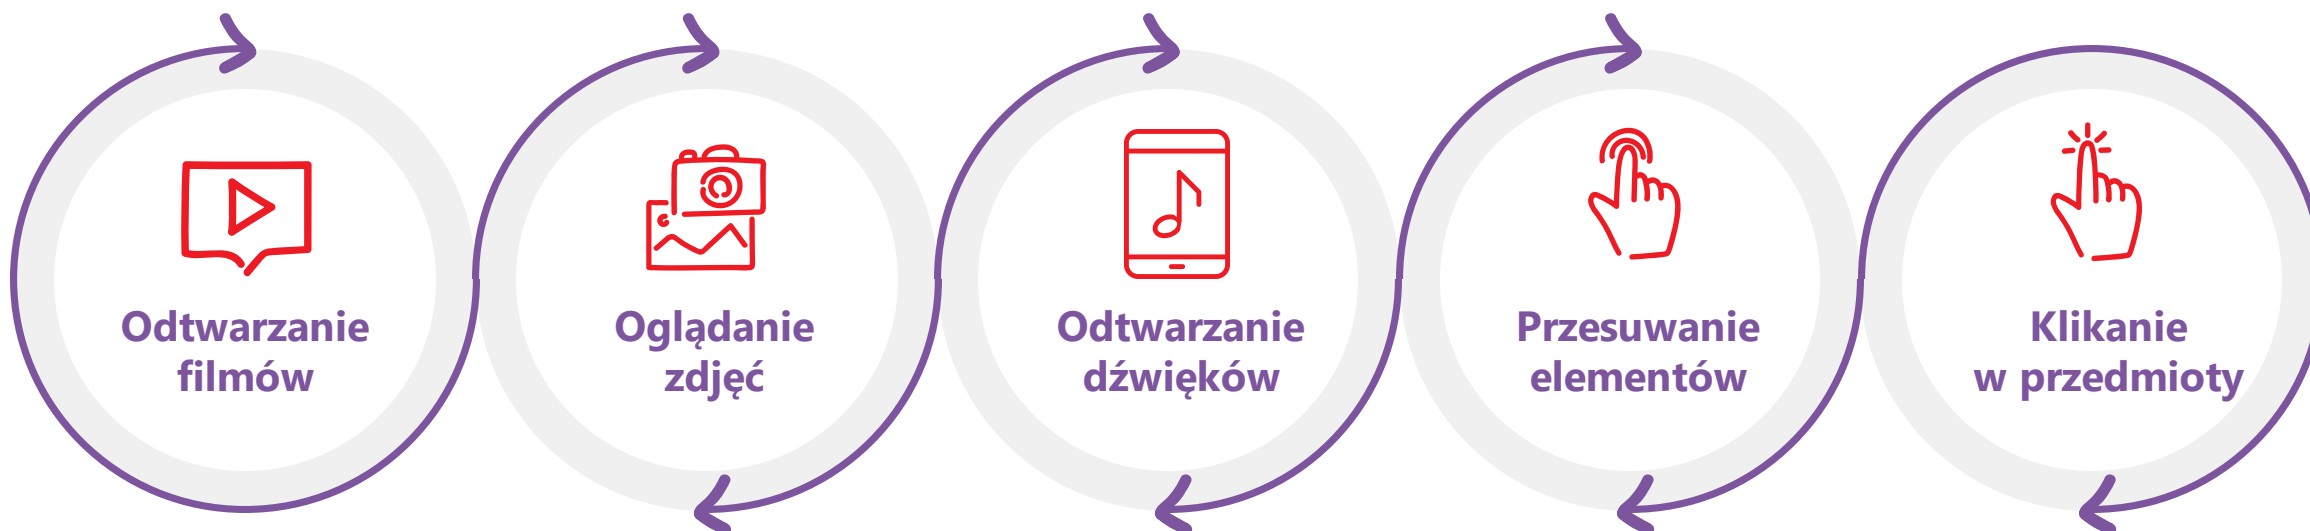 Odtwarzanie
filmów
Oglądanie
zdjęć
Odtwarzanie
dźwięków
Przesuwanie
elementów
Klikanie
w przedmioty